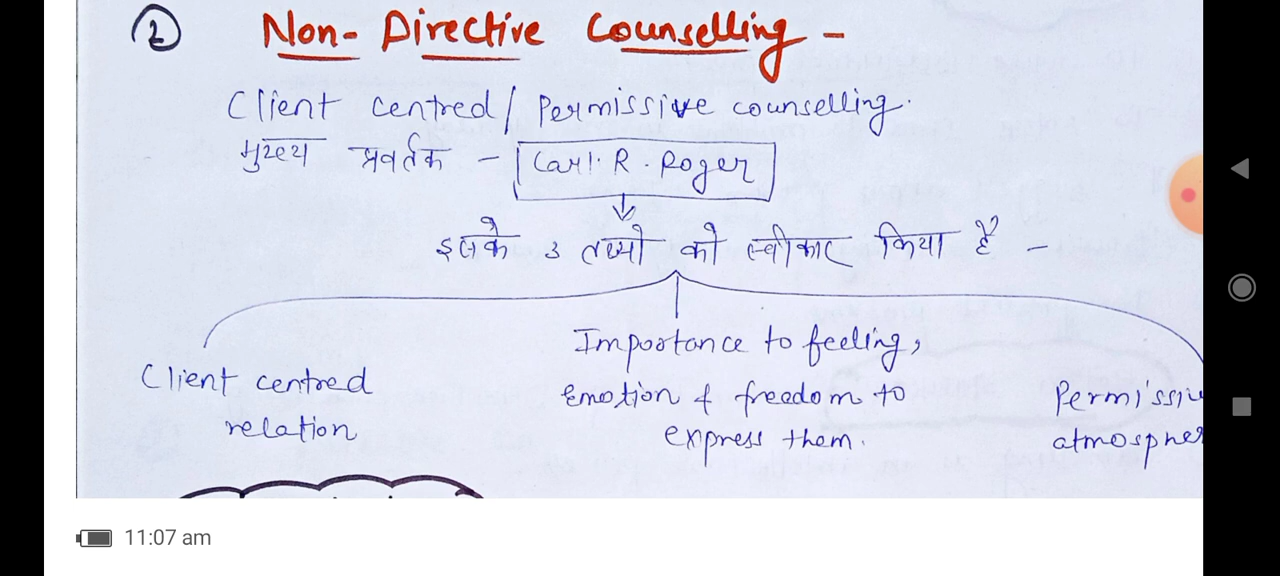 2
Non-Directive Counselling -
Client centred / Permissive counselling.
मुख्य प्रवर्तक - Carl. R. Roger
इसके 3 तथ्यो को स्वीकार किया है -
Client centred
relation
Importance to feeling,
emotion & freedom to
express them.
Permissiv
atmospher
11:07 am